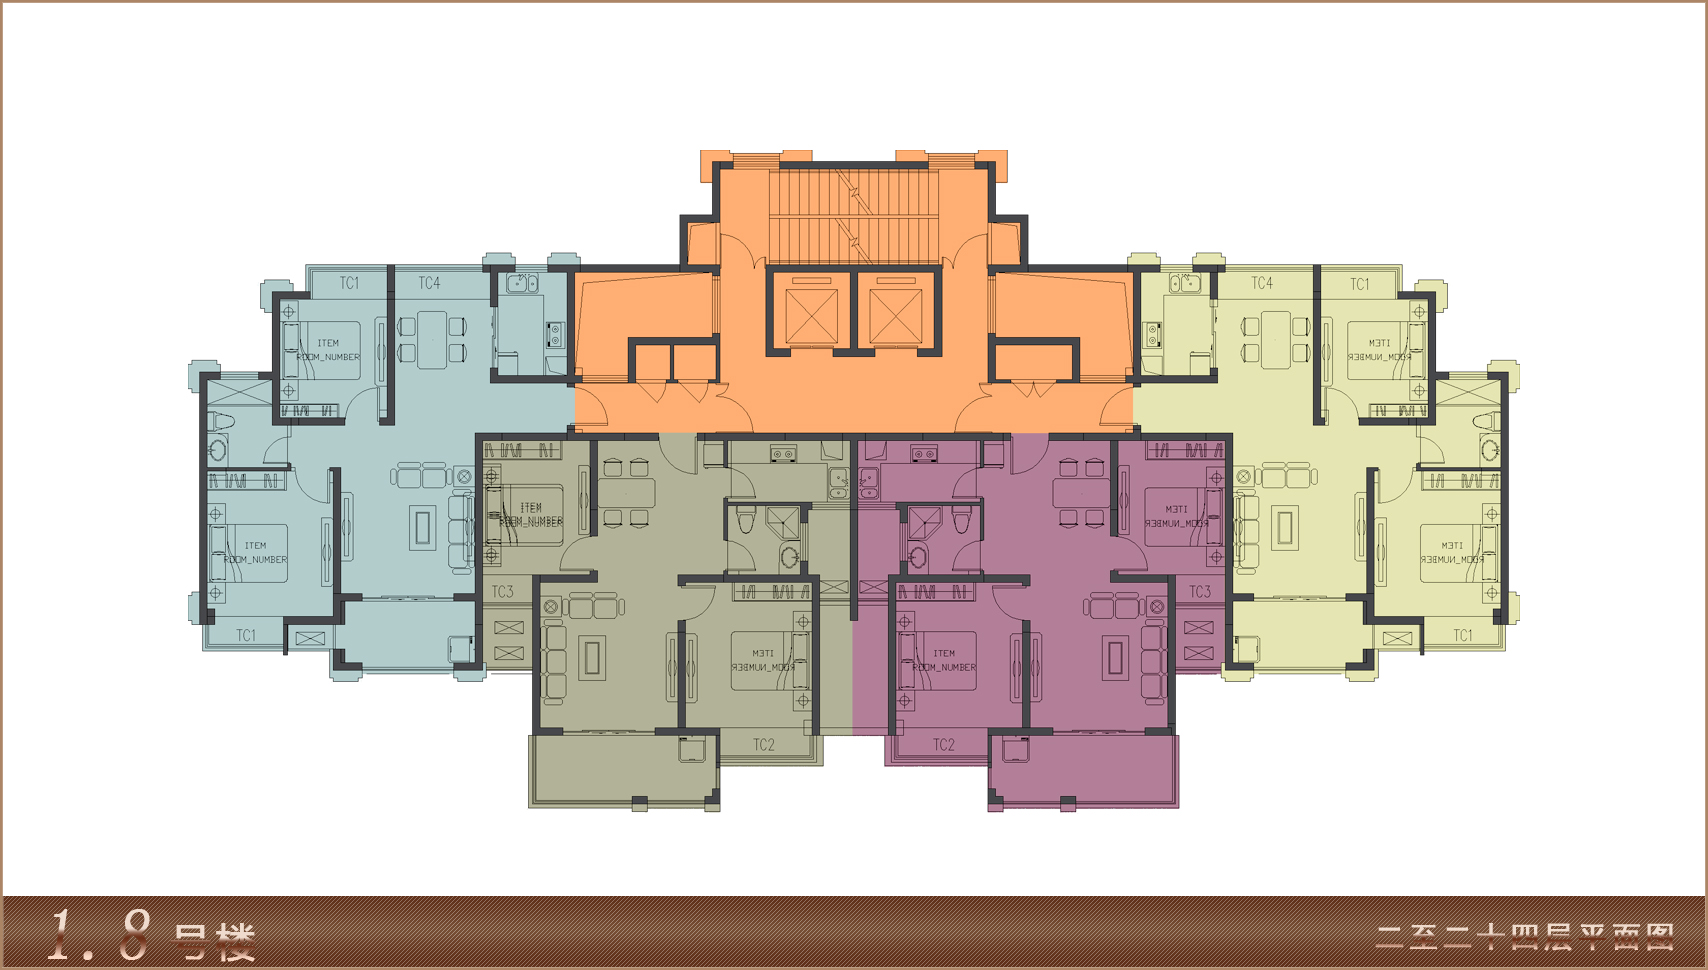 TC1
TC4
TC4
TC1
ITEM
ROOM_NUMBER
ITEM
ROOM_NUMBER
ITEM
ROOM_NUMBER
ITEM
ROOM_NUMBER
ITEM
ROOM_NUMBER
ITEM
ROOM_NUMBER
ITEM
ROOM_NUMBER
TC3
TC3
TC1
TC1
ITEM
ROOM_NUMBER
TC2
TC2
1.8号楼
二至二十四层平面图